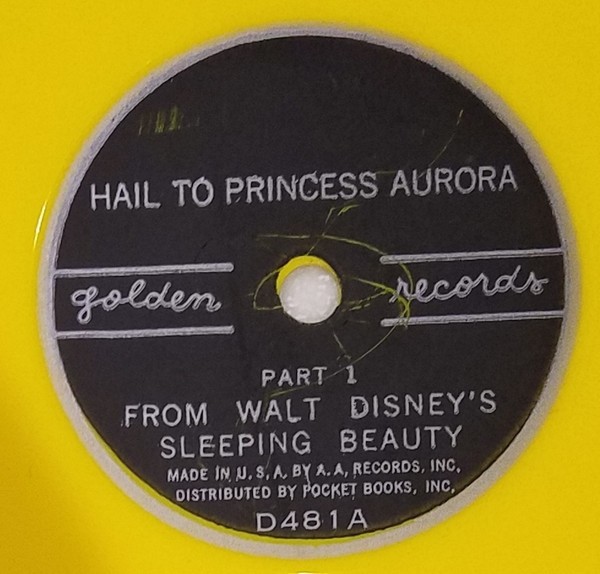 HAIL TO PRINCESS AURORA
golden records
PART 1
FROM WALT DISNEY'S
SLEEPING BEAUTY
MADE IN U.S.A. BY A.A. RECORDS, INC.
DISTRIBUTED BY POCKET BOOKS, INC.
D481A